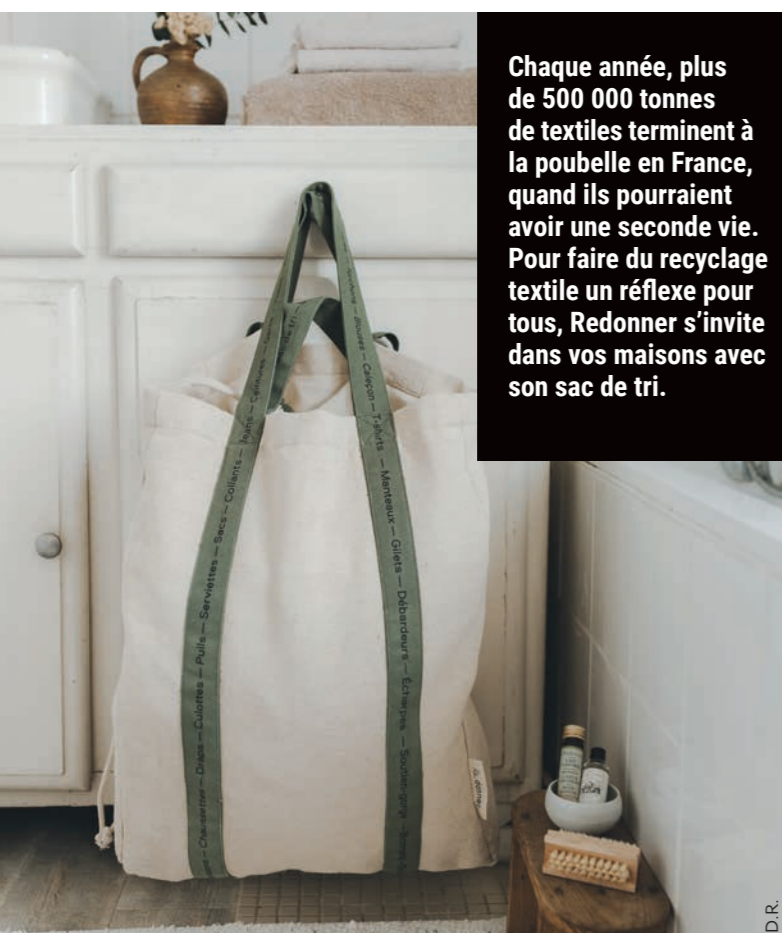 Chaque année, plus
de 500 000 tonnes
de textiles terminent à
la poubelle en France,
quand ils pourraient
avoir une seconde vie.
Pour faire du recyclage
textile un réflexe pour
tous, Redonner s’invite
dans vos maisons avec
son sac de tri.
Chaussettes — Draps — Culottes — Pulls — Serviettes — Sacs — Collants — Jeans —
Blouses — Caleçon — T-shirts — Manteaux — Gilets — Débardeurs — Écharpes — Soutien-gorge —
de tri
D.R.